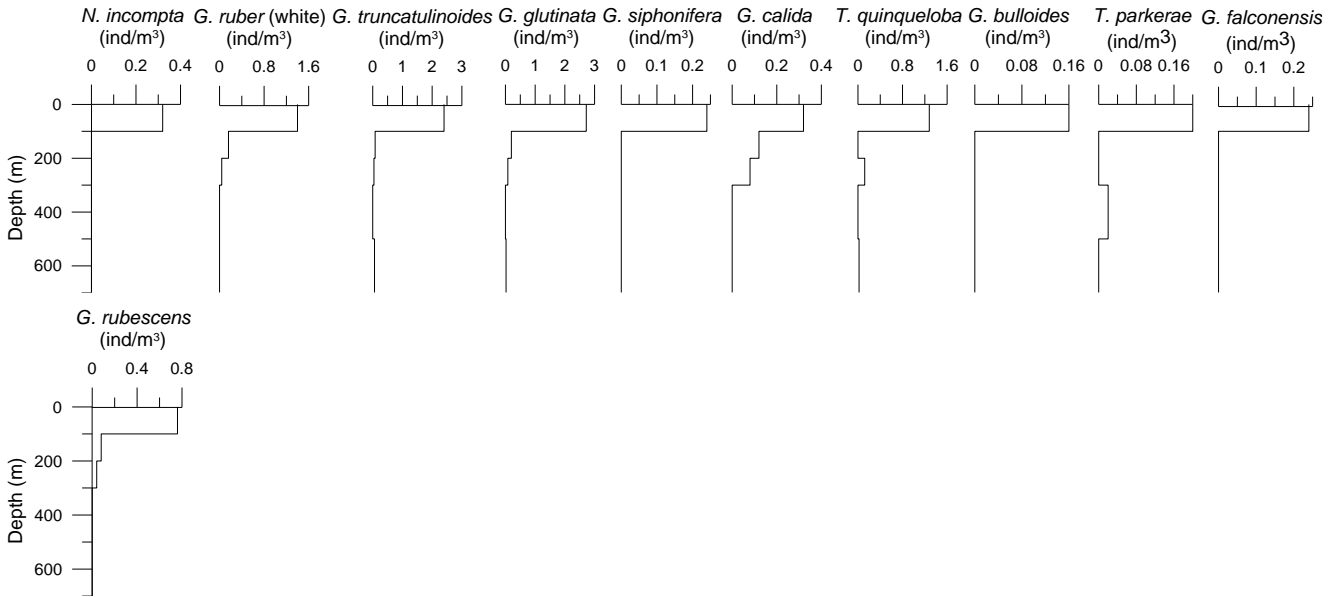 N. incompta G. ruber (white) G. truncatulinoides G. glutinata G. siphonifera G. calida T. quinqueloba G. bulloides T. parkerae G. falconensis
(ind/m³) (ind/m³) (ind/m³) (ind/m³) (ind/m³) (ind/m³) (ind/m³) (ind/m³) (ind/m³) (ind/m³)
0 0.2 0.4 0 0.8 1.6 0 1 2 3 0 1 2 3 0 0.1 0.2 0 0.2 0.4 0 0.8 1.6 0 0.08 0.16 0 0.08 0.16 0 0.1 0.2
0
200
400
600
Depth (m)
G. rubescens
(ind/m³)
0 0.4 0.8
0
200
400
600
Depth (m)